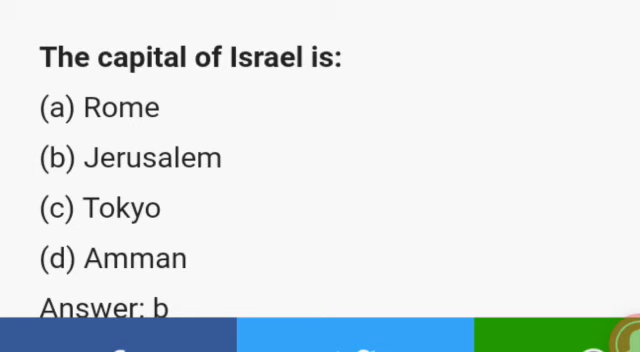 The capital of Israel is:
(a) Rome
(b) Jerusalem
(c) Tokyo
(d) Amman
Answer: b